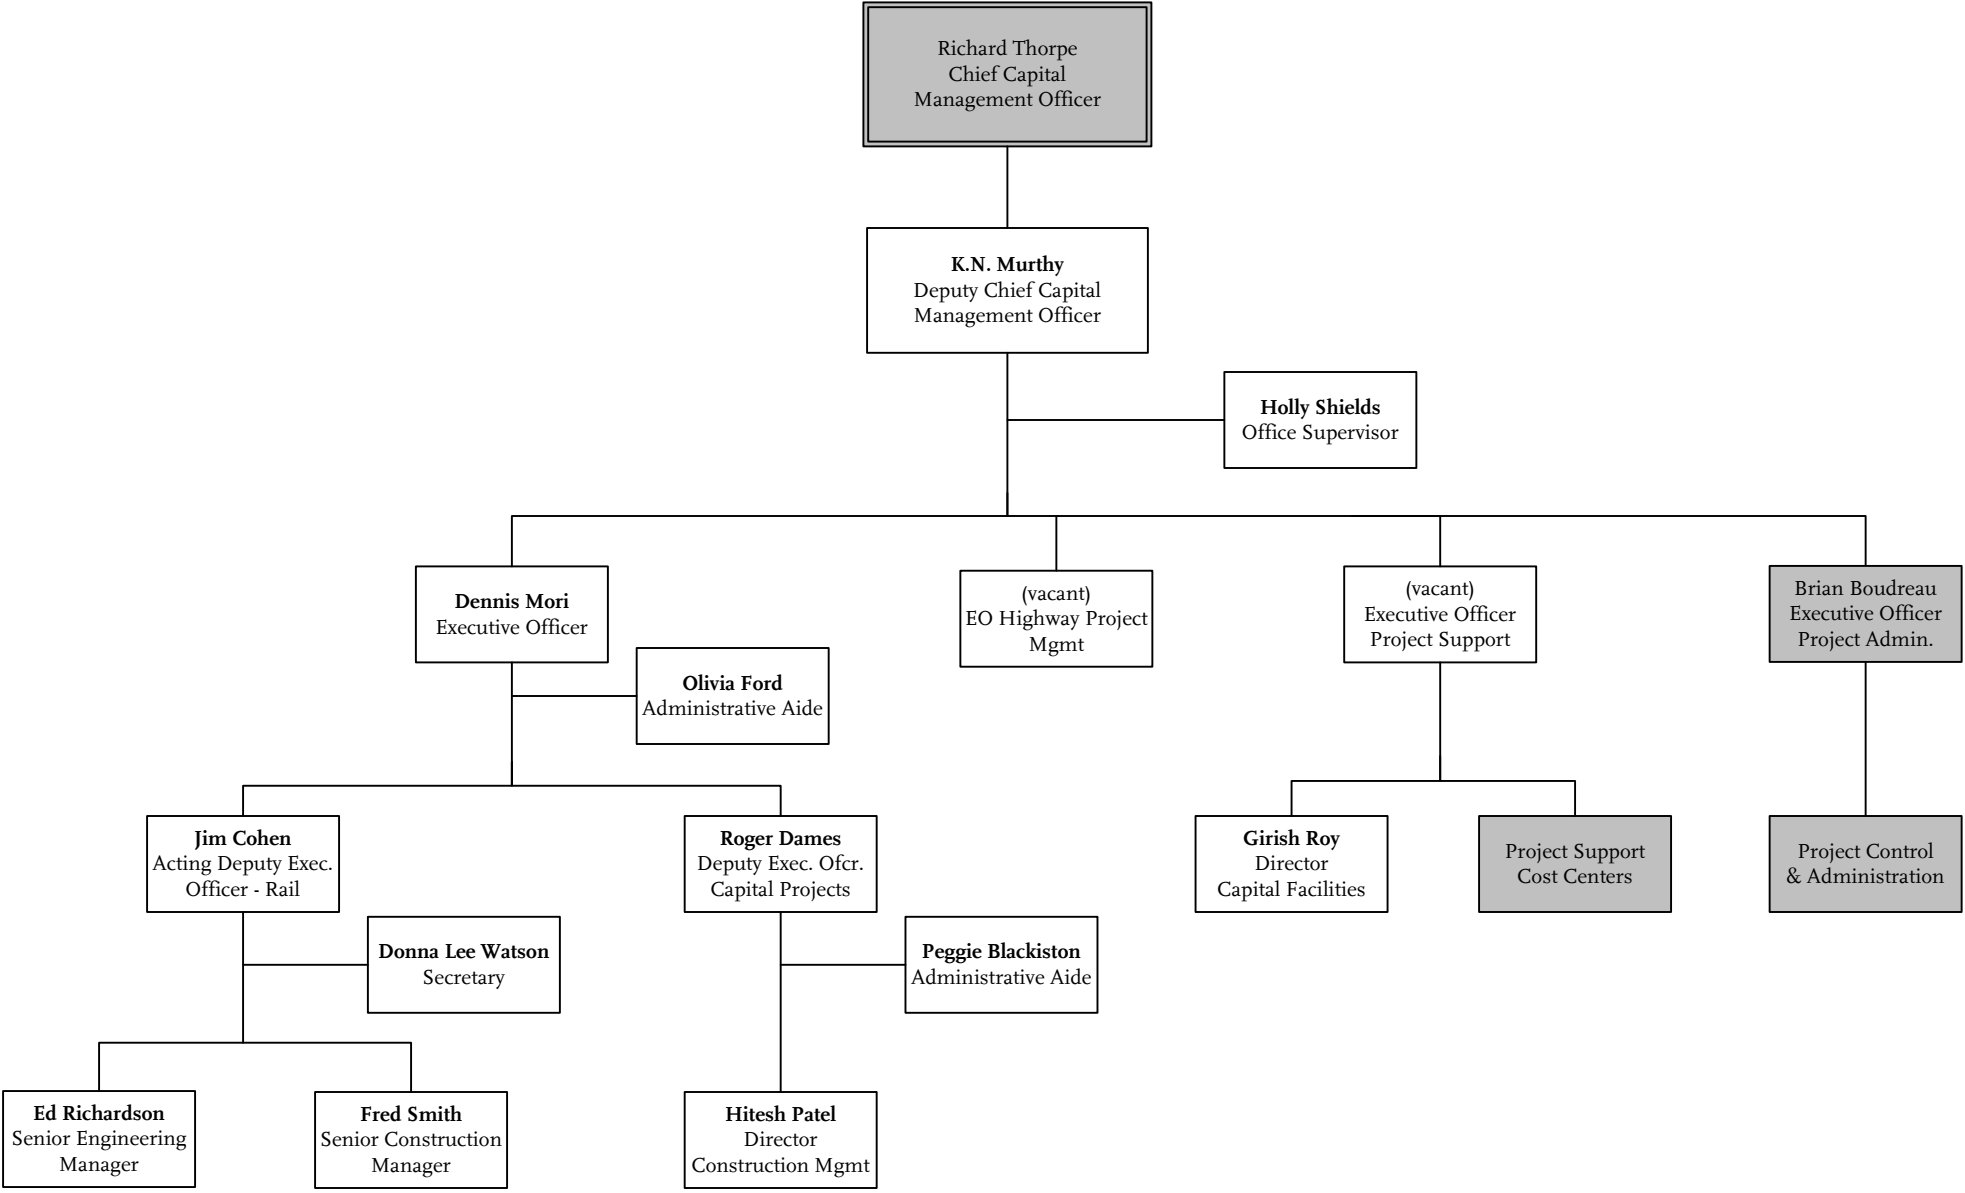 Richard Thorpe
Chief Capital
Management Officer
K.N. Murthy
Deputy Chief Capital
Management Officer
Holly Shields
Office Supervisor
Dennis Mori
Executive Officer
(vacant)
EO Highway Project
Mgmt
(vacant)
Executive Officer
Project Support
Brian Boudreau
Executive Officer
Project Admin.
Olivia Ford
Administrative Aide
Jim Cohen
Acting Deputy Exec.
Officer - Rail
Roger Dames
Deputy Exec. Ofcr.
Capital Projects
Girish Roy
Director
Capital Facilities
Project Support
Cost Centers
Project Control
& Administration
Donna Lee Watson
Secretary
Peggie Blackiston
Administrative Aide
Ed Richardson
Senior Engineering
Manager
Fred Smith
Senior Construction
Manager
Hitesh Patel
Director
Construction Mgmt